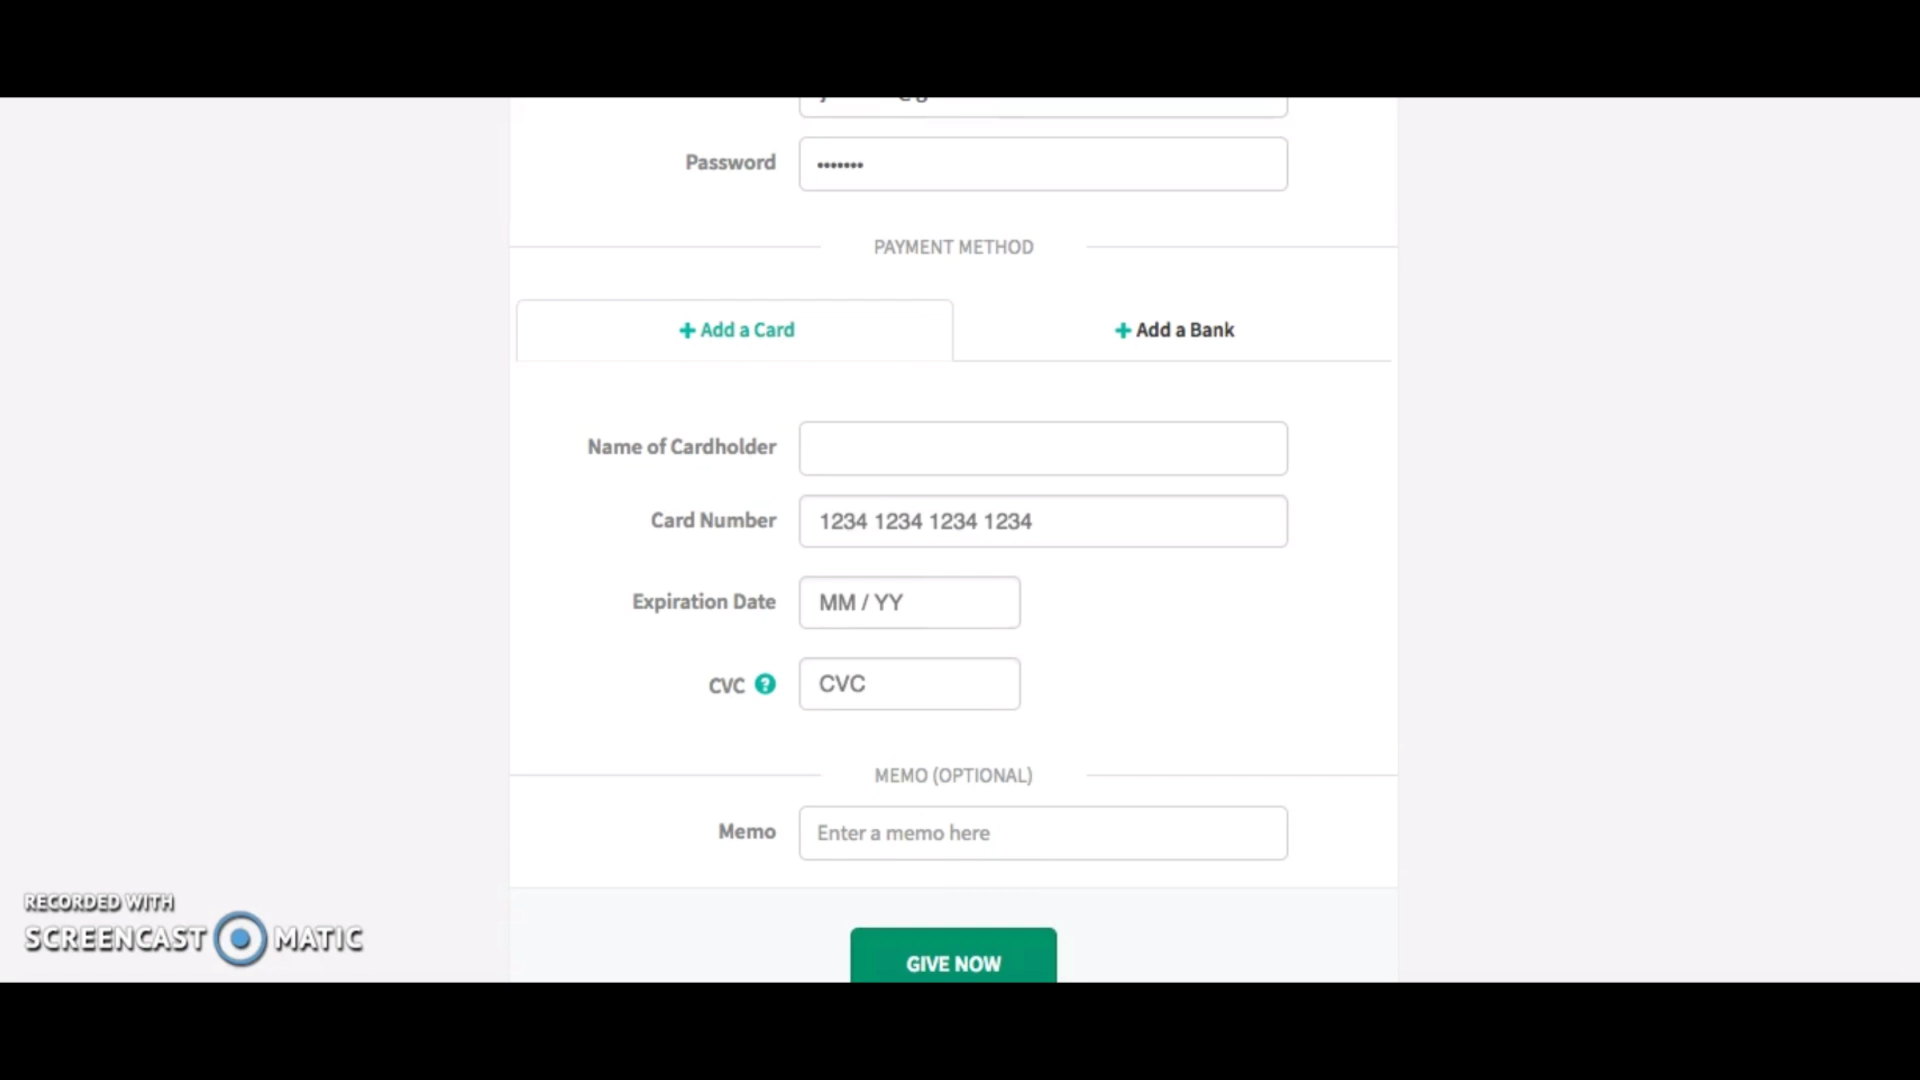 Password •••••••
PAYMENT METHOD
+ Add a Card + Add a Bank
Name of Cardholder
Card Number 1234 1234 1234 1234
Expiration Date MM / YY
CVC ? CVC
MEMO (OPTIONAL)
Memo Enter a memo here
GIVE NOW
RECORDED WITH
SCREENCAST MATIC